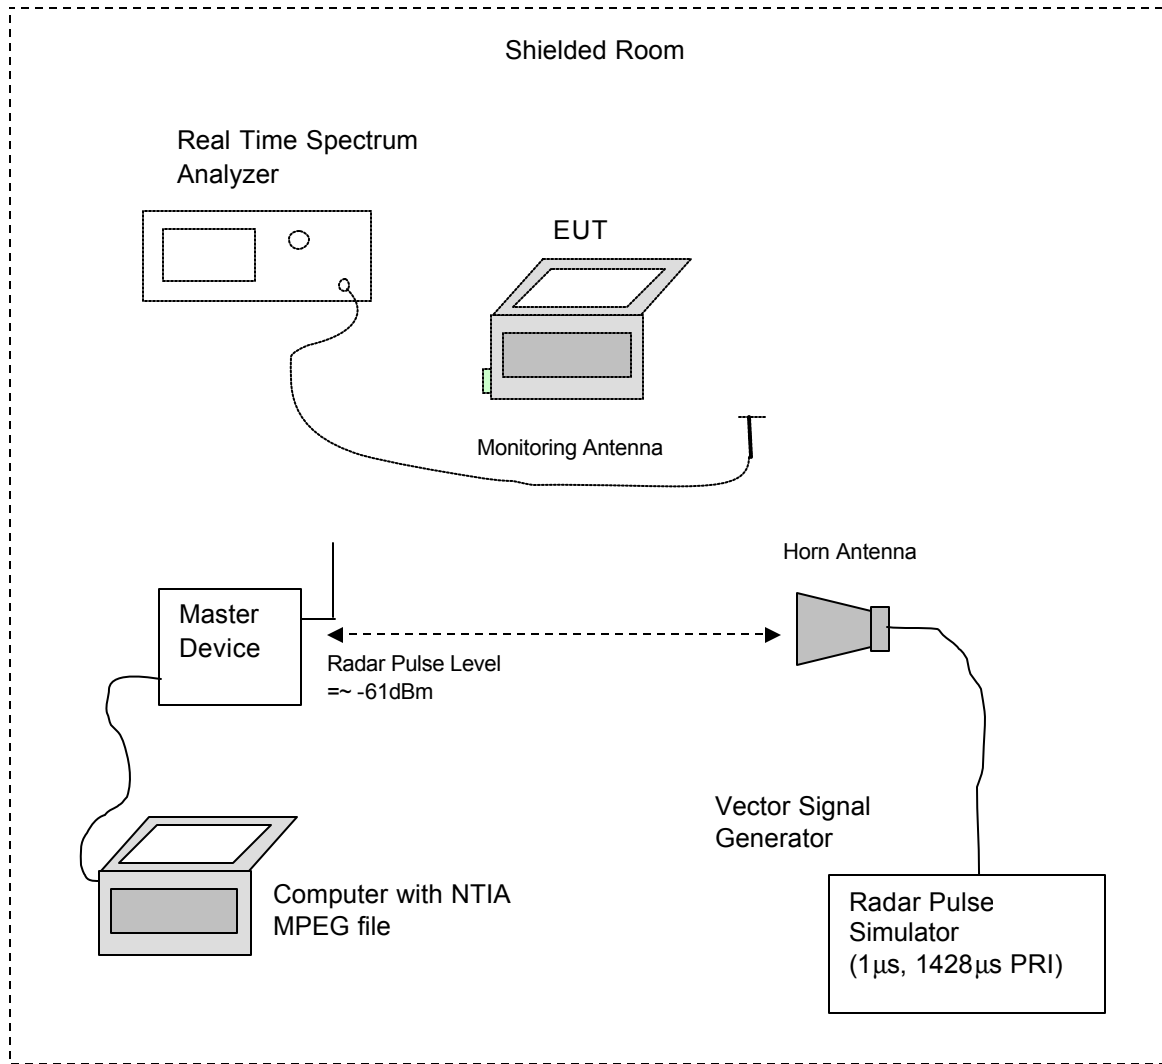 Shielded Room
Real Time Spectrum
Analyzer
EUT
Monitoring Antenna
Horn Antenna
Master
Device
Radar Pulse Level
=~ -61dBm
Vector Signal
Generator
Computer with NTIA
MPEG file
Radar Pulse
Simulator
(1μs, 1428μs PRI)